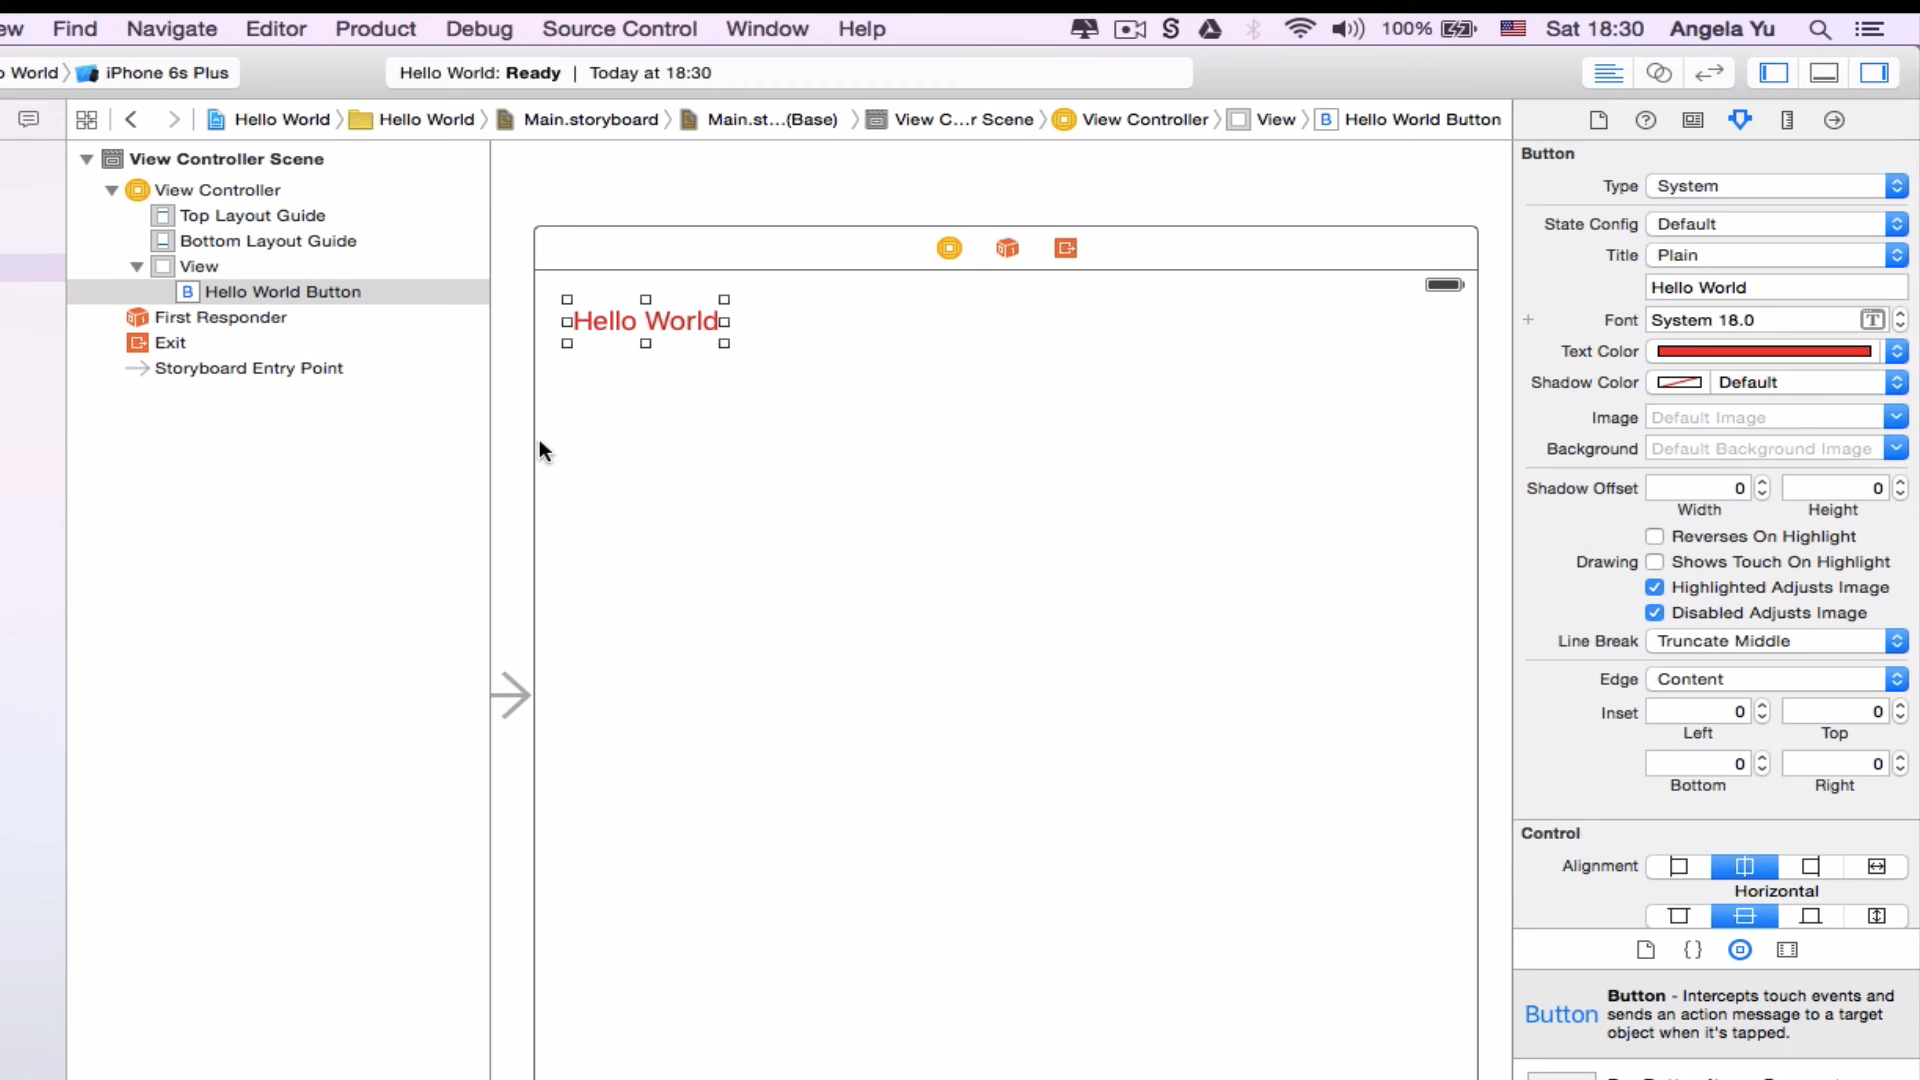 ew Find Navigate Editor Product Debug Source Control Window Help 100% Sat 18:30 Angela Yu
o World iPhone 6s Plus Hello World: Ready | Today at 18:30
Hello World Hello World Main.storyboard Main.st...(Base) View C...r Scene View Controller View B Hello World Button
View Controller Scene
View Controller
Top Layout Guide
Bottom Layout Guide
View
B Hello World Button
First Responder
Exit
Storyboard Entry Point
Hello World
Button
Type System
State Config Default
Title Plain
Hello World
+ Font System 18.0 T
Text Color
Shadow Color Default
Image Default Image
Background Default Background Image
Shadow Offset 0 0
Width Height
Reverses On Highlight
Drawing Shows Touch On Highlight
Highlighted Adjusts Image
Disabled Adjusts Image
Line Break Truncate Middle
Edge Content
Inset 0 0
Left Top
0 0
Bottom Right
Control
Alignment
Horizontal
{}
Button
Button - Intercepts touch events and
sends an action message to a target
object when it's tapped.